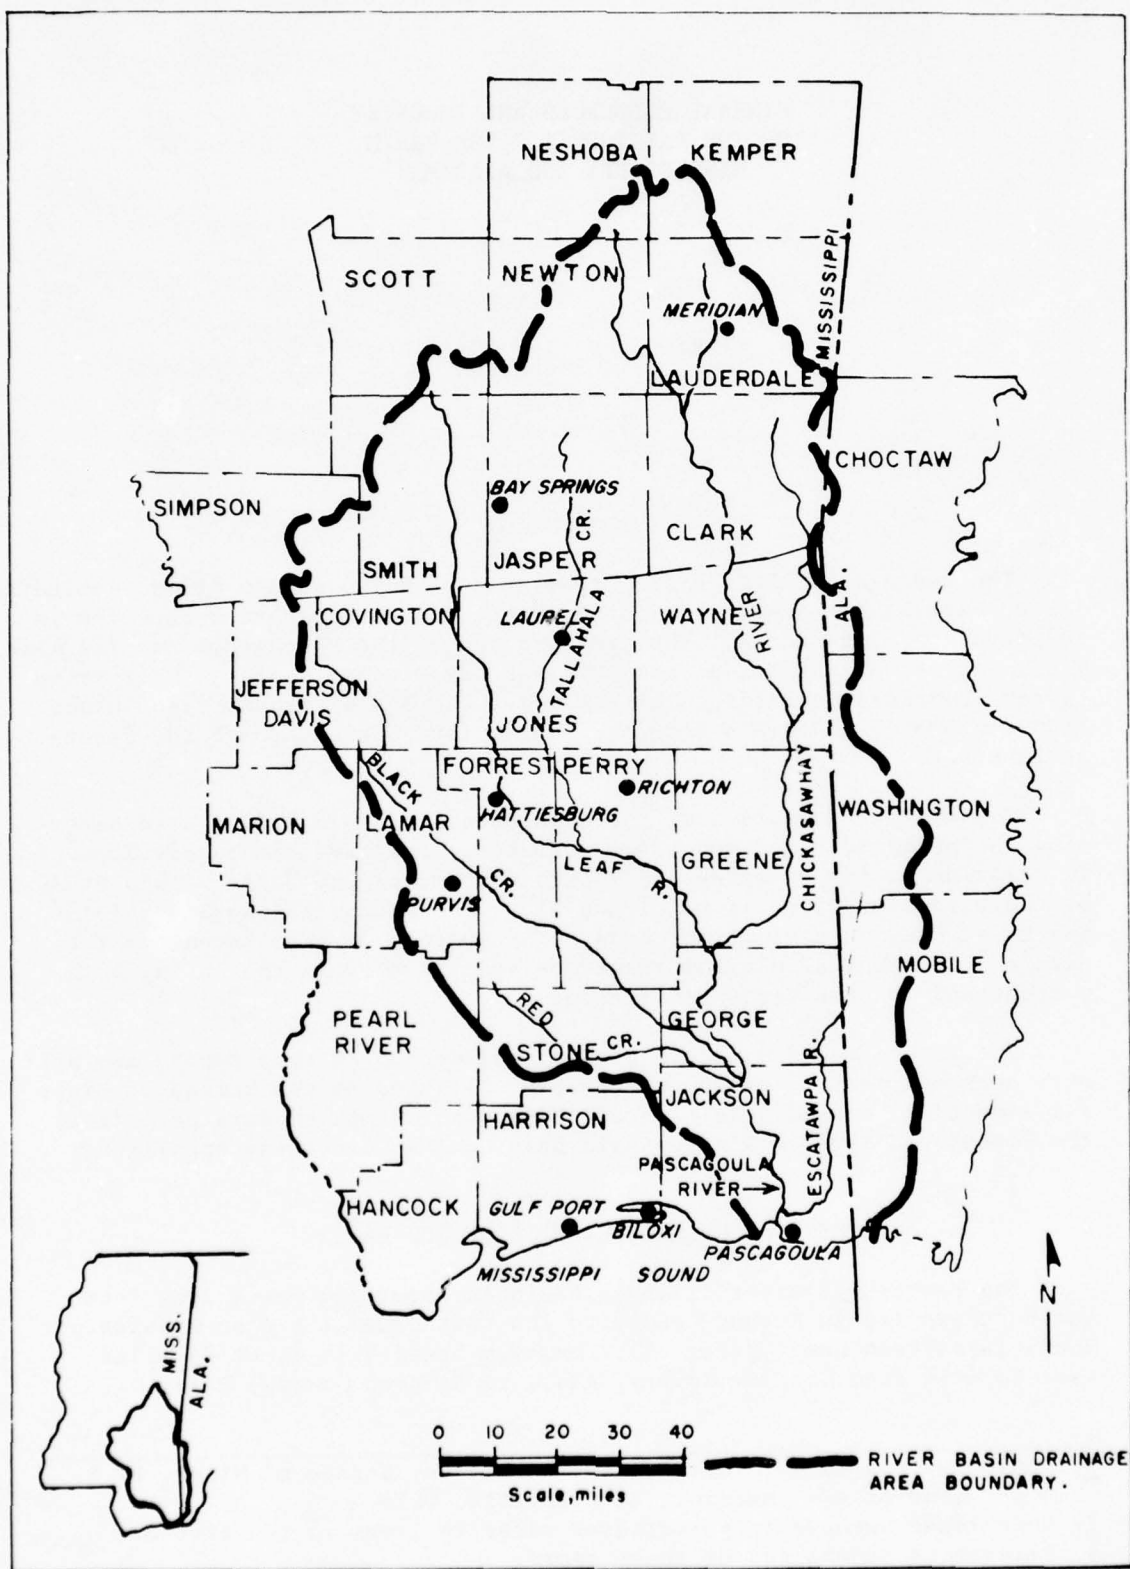 NESHOBA
KEMPER
SCOTT
NEWTON
MERIDIAN
MISSISSIPPI
LAUDERDALE
CHOCTAW
SIMPSON
BAY SPRINGS
CR.
CLARK
SMITH
JASPER
ALA.
COVINGTON
LAUREL
TALLAHALA
WAYNE
RIVER
JEFFERSON
DAVIS
JONES
BLACK
FORREST
PERRY
RICHTON
CHICKASAWHAY
WASHINGTON
MARION
LAMAR
HATTIESBURG
LEAF
R.
GREENE
CR.
PURVIS
MOBILE
PEARL
RIVER
RED
CR.
STONE
GEORGE
ESCATAWPA R.
JACKSON
HARRISON
PASCAGOULA
RIVER
HANCOCK
GULF PORT
BILOXI
PASCAGOULA
MISSISSIPPI SOUND
N
MISS.
ALA.
0 10 20 30 40
Scale, miles
RIVER BASIN DRAINAGE
AREA BOUNDARY.